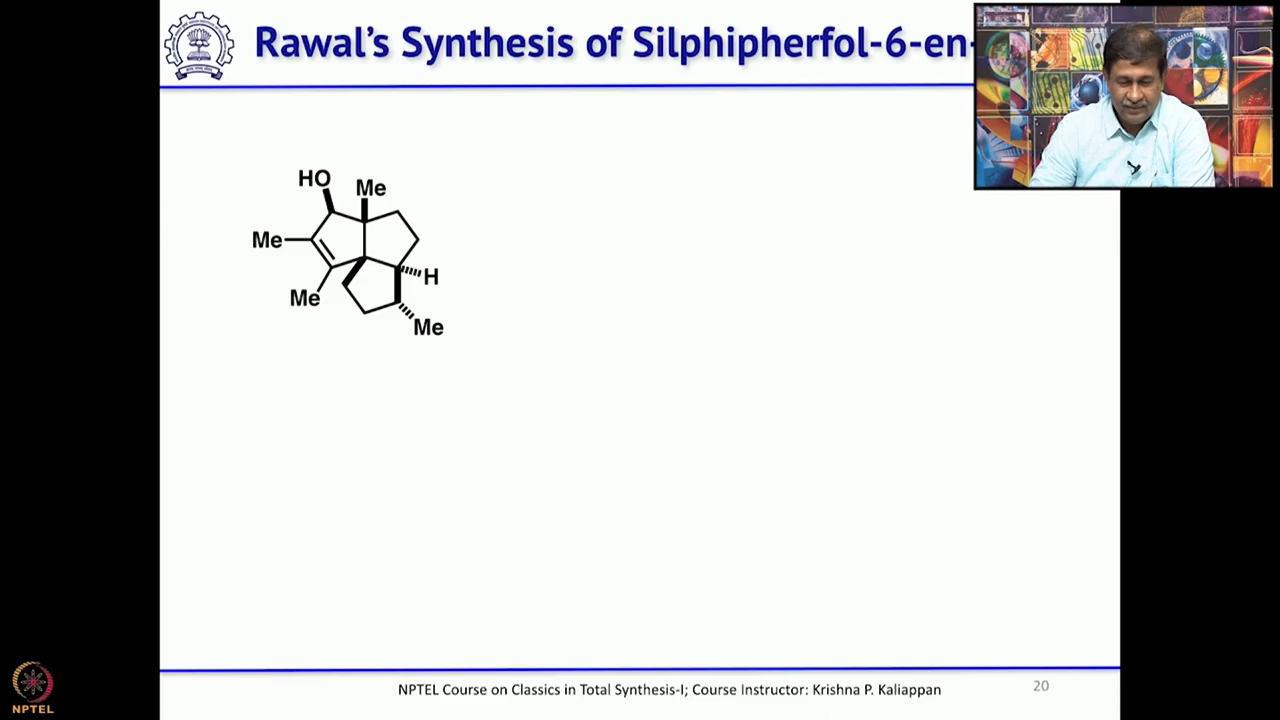 Rawal's Synthesis of Silphipherfol-6-en-
HO
Me
Me
H
Me
Me
NPTEL Course on Classics in Total Synthesis-I; Course Instructor: Krishna P. Kaliappan
20
NPTEL